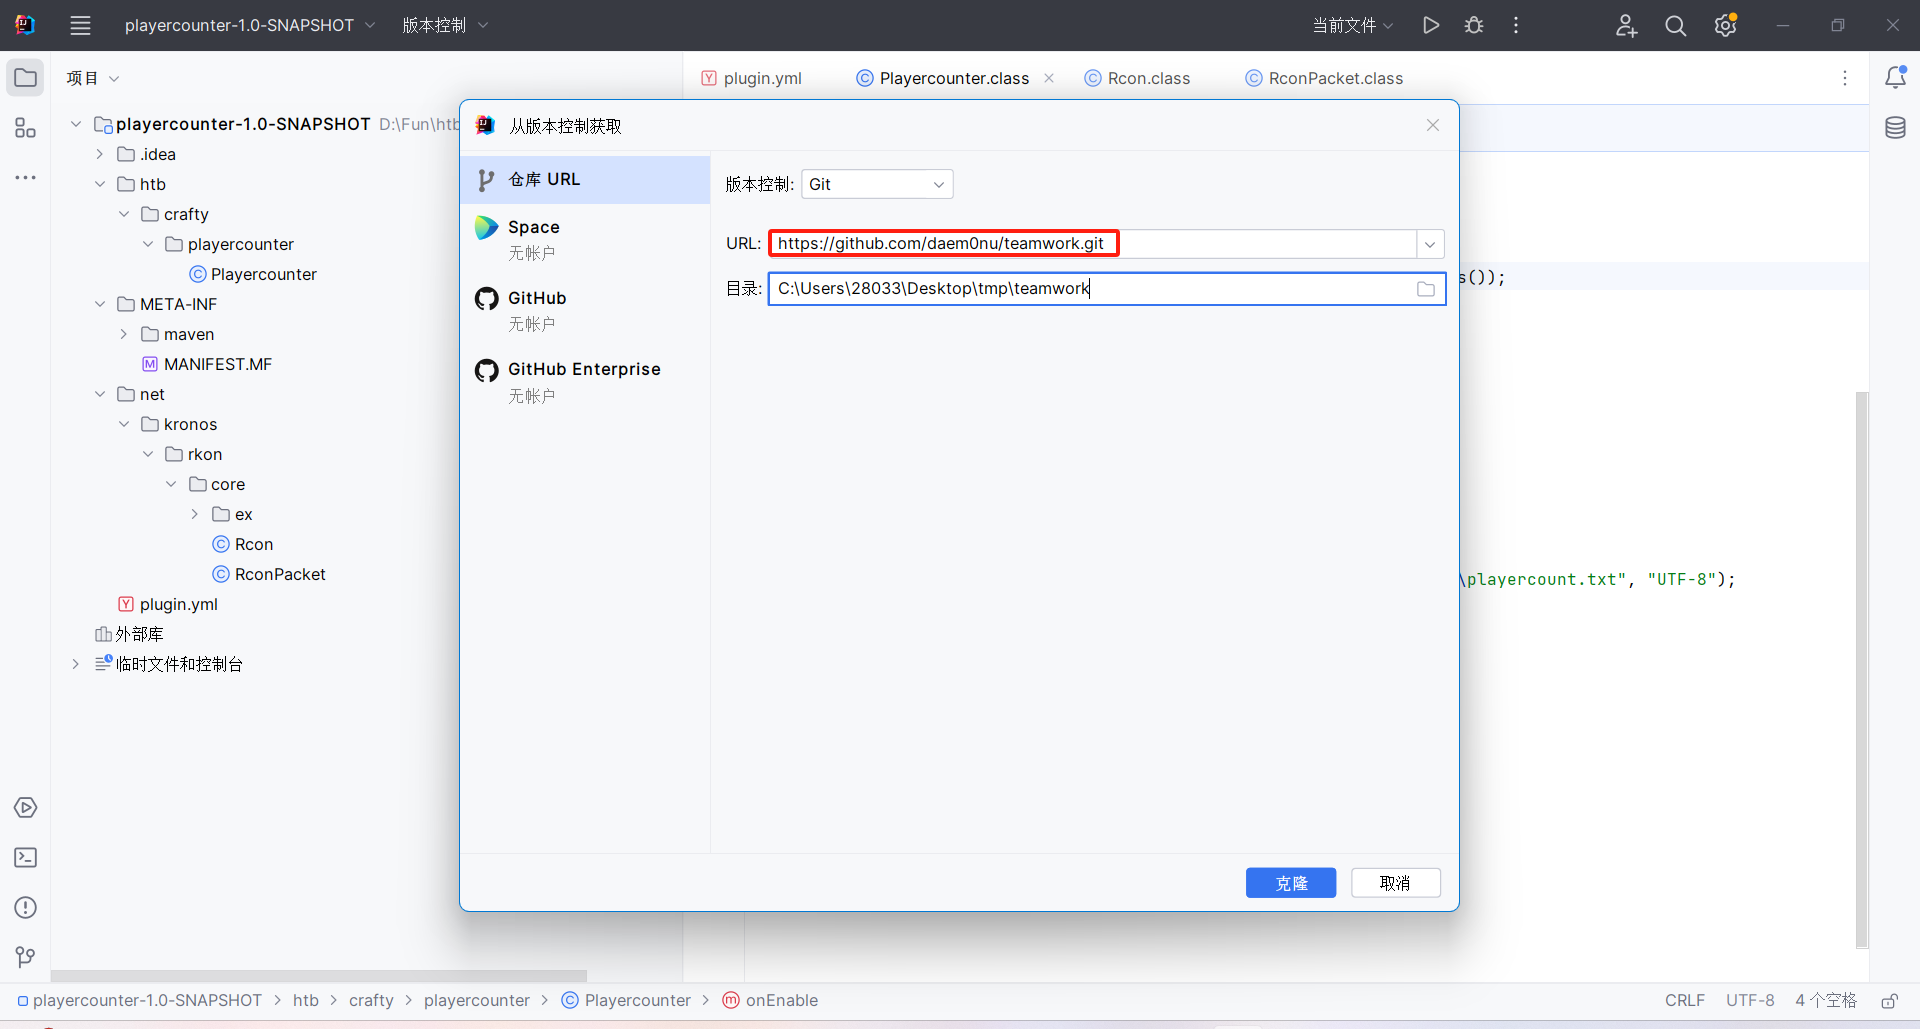 playercounter-1.0-SNAPSHOT 版本控制 当前文件
项目
plugin.yml Playercounter.class Rcon.class RconPacket.class
playercounter-1.0-SNAPSHOT D:\Fun\htb
.idea
htb
crafty
playercounter
Playercounter
META-INF
maven
MANIFEST.MF
net
kronos
rkon
core
ex
Rcon
RconPacket
plugin.yml
外部库
临时文件和控制台
从版本控制获取
仓库 URL
Space
无帐户
GitHub
无帐户
GitHub Enterprise
无帐户
版本控制: Git
URL: https://github.com/daem0nu/teamwork.git
目录: C:\Users\28033\Desktop\tmp\teamwork
克隆 取消
s());
\playercount.txt", "UTF-8");
playercounter-1.0-SNAPSHOT > htb > crafty > playercounter > Playercounter > onEnable
CRLF UTF-8 4 个空格